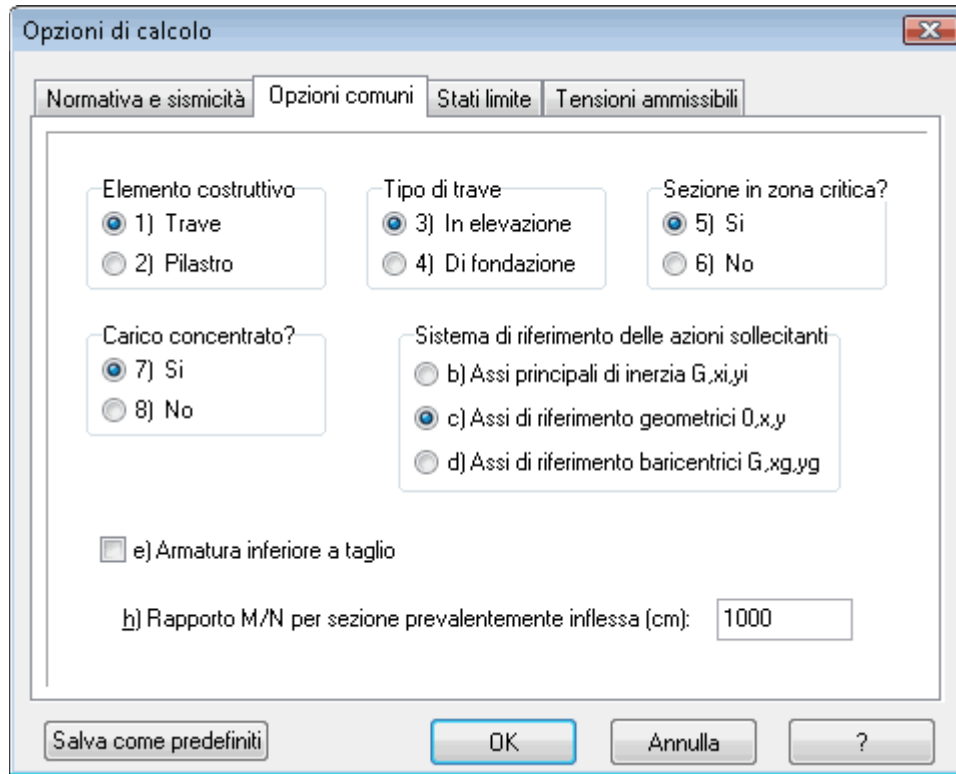 Opzioni di calcolo
Normativa e sismicità Opzioni comuni Stati limite Tensioni ammissibili
Elemento costruttivo
1) Trave
2) Pilastro
Tipo di trave
3) In elevazione
4) Di fondazione
Sezione in zona critica?
5) Si
6) No
Carico concentrato?
7) Si
8) No
Sistema di riferimento delle azioni sollecitanti
b) Assi principali di inerzia G,xi,yi
c) Assi di riferimento geometrici 0,x,y
d) Assi di riferimento baricentrici G,xg,yg
e) Armatura inferiore a taglio
h) Rapporto M/N per sezione prevalentemente inflessa (cm): 1000
Salva come predefiniti OK Annulla ?